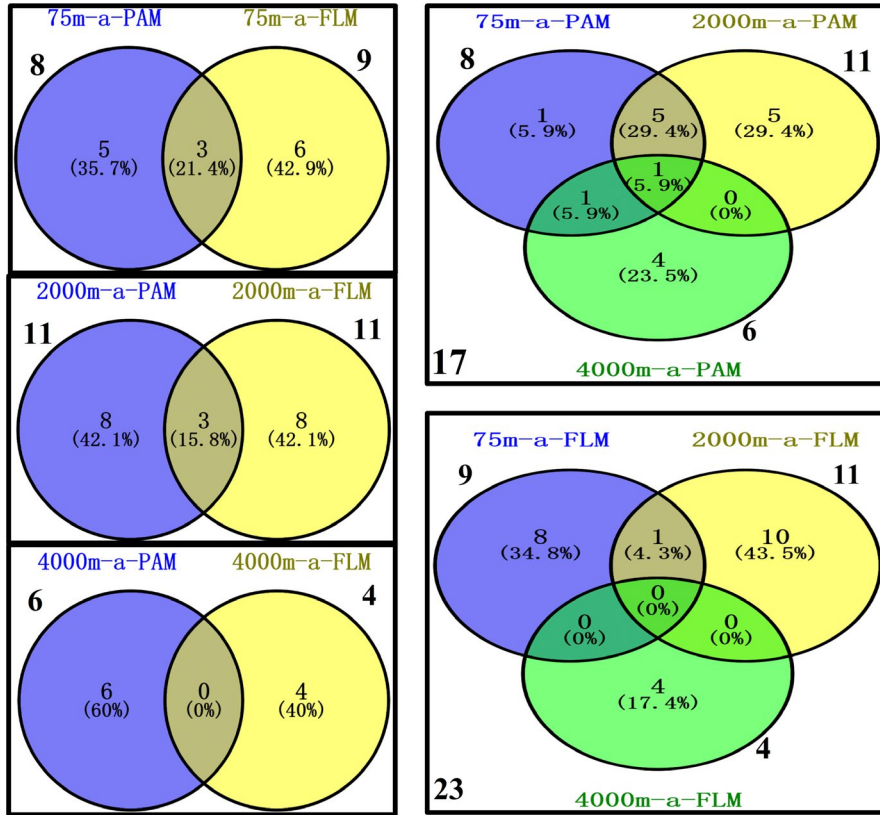 75m-a-PAM 75m-a-FLM
8 9
5 3 6
(35.7%) (21.4%) (42.9%)
2000m-a-PAM 2000m-a-FLM
11 11
8 3 8
(42.1%) (15.8%) (42.1%)
4000m-a-PAM 4000m-a-FLM
6 4
6 0 4
(60%) (0%) (40%)
75m-a-PAM 2000m-a-PAM
8 11
1 5 5
(5.9%) (29.4%) (29.4%)
1
(5.9%)
1 0
(5.9%) (0%)
4
(23.5%)
6
17
4000m-a-PAM
75m-a-FLM 2000m-a-FLM
9 11
8 1 10
(34.8%) (4.3%) (43.5%)
0
(0%)
0 0
(0%) (0%)
4
(17.4%)
4
23
4000m-a-FLM